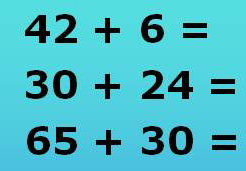 42 + 6 =
30 + 24 =
65 + 30 =